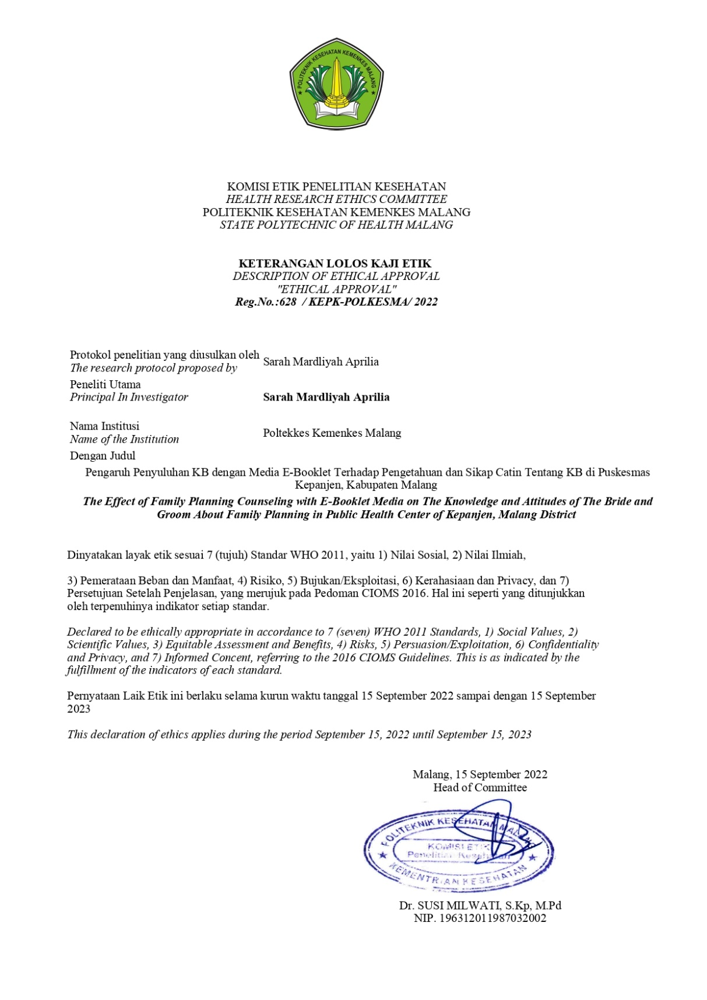 POLITEKNIK KESEHATAN KEMENKES MALANG
KOMISI ETIK PENELITIAN KESEHATAN
HEALTH RESEARCH ETHICS COMMITTEE
POLITEKNIK KESEHATAN KEMENKES MALANG
STATE POLYTECHNIC OF HEALTH MALANG
KETERANGAN LOLOS KAJI ETIK
DESCRIPTION OF ETHICAL APPROVAL
"ETHICAL APPROVAL"
Reg.No.:628 / KEPK-POLKESMA/ 2022
Protokol penelitian yang diusulkan oleh
The research protocol proposed by
Sarah Mardliyah Aprilia
Peneliti Utama
Principal In Investigator
Sarah Mardliyah Aprilia
Nama Institusi
Name of the Institution
Poltekkes Kemenkes Malang
Dengan Judul
Pengaruh Penyuluhan KB dengan Media E-Booklet Terhadap Pengetahuan dan Sikap Catin Tentang KB di Puskesmas
Kepanjen, Kabupaten Malang
The Effect of Family Planning Counseling with E-Booklet Media on The Knowledge and Attitudes of The Bride and
Groom About Family Planning in Public Health Center of Kepanjen, Malang District
Dinyatakan layak etik sesuai 7 (tujuh) Standar WHO 2011, yaitu 1) Nilai Sosial, 2) Nilai Ilmiah,
3) Pemerataan Beban dan Manfaat, 4) Risiko, 5) Bujukan/Eksploitasi, 6) Kerahasiaan dan Privacy, dan 7)
Persetujuan Setelah Penjelasan, yang merujuk pada Pedoman CIOMS 2016. Hal ini seperti yang ditunjukkan
oleh terpenuhinya indikator setiap standar.
Declared to be ethically appropriate in accordance to 7 (seven) WHO 2011 Standards, 1) Social Values, 2)
Scientific Values, 3) Equitable Assessment and Benefits, 4) Risks, 5) Persuasion/Exploitation, 6) Confidentiality
and Privacy, and 7) Informed Concent, referring to the 2016 CIOMS Guidelines. This is as indicated by the
fulfillment of the indicators of each standard.
Pernyataan Laik Etik ini berlaku selama kurun waktu tanggal 15 September 2022 sampai dengan 15 September
2023
This declaration of ethics applies during the period September 15, 2022 until September 15, 2023
Malang, 15 September 2022
Head of Committee
POLITEKNIK KESEHATAN MALANG
KOMISI ETIK
Penelitian Kesehatan
KEMENTRIAN KESEHATAN
Dr. SUSI MILWATI, S.Kp, M.Pd
NIP. 196312011987032002